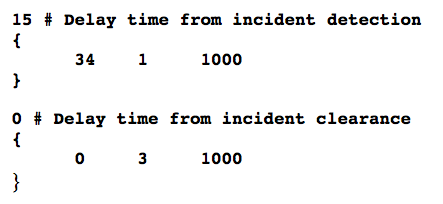 15 # Delay time from incident detection
{
34 1 1000
}
0 # Delay time from incident clearance
{
0 3 1000
}